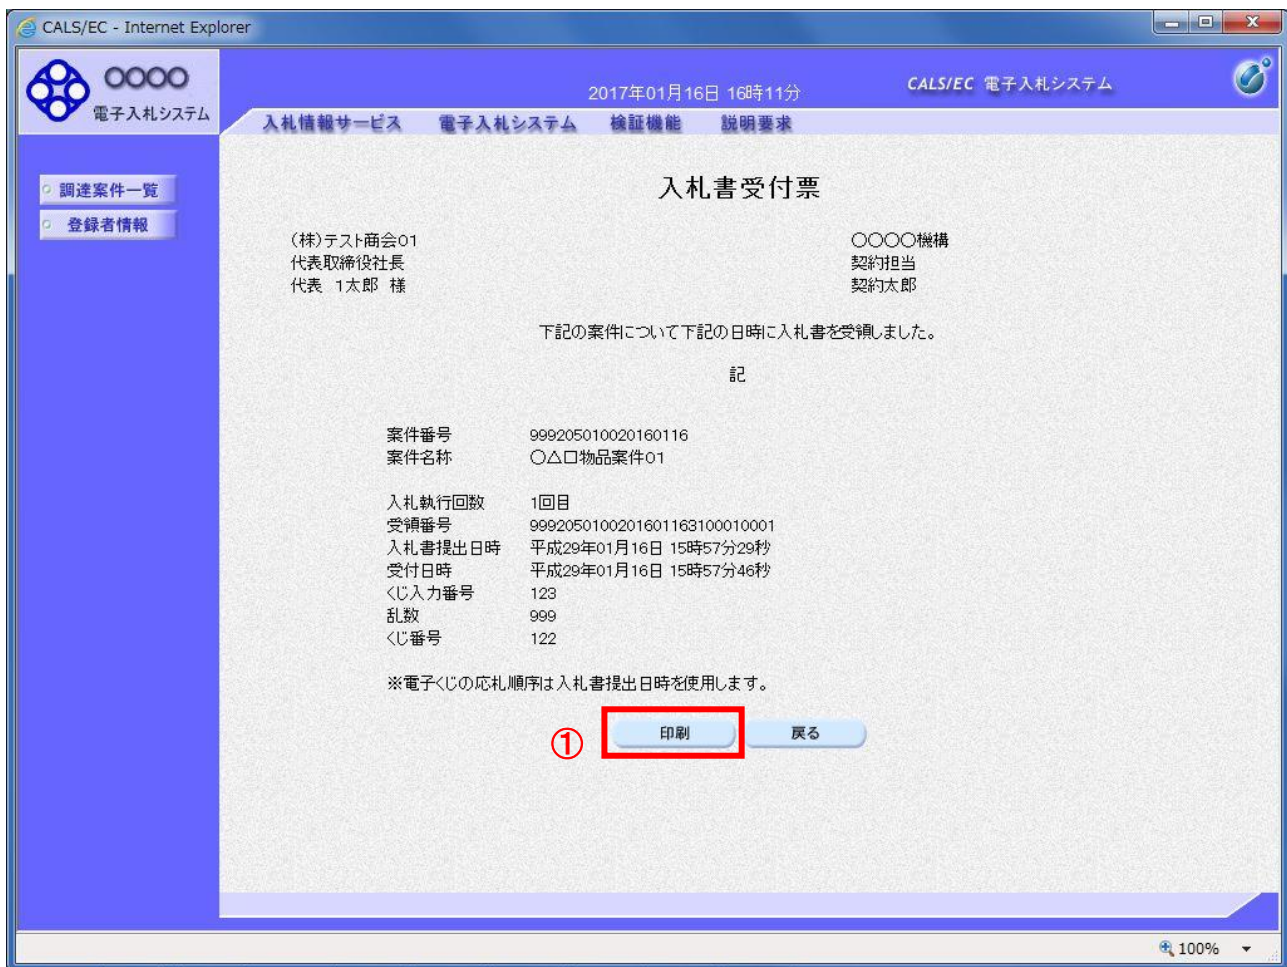 CALS/EC - Internet Explorer
OOOO
電子入札システム
2017年01月16日 16時11分
CALS/EC 電子入札システム
入札情報サービス 電子入札システム 検証機能 説明要求
調達案件一覧
登録者情報
入札書受付票
(株)テスト商会01
代表取締役社長
代表 1太郎 様
〇〇〇〇機構
契約担当
契約太郎
下記の案件について下記の日時に入札書を受領しました。
記
案件番号 999205010020160116
案件名称 〇△口物品案件01
入札執行回数 1回目
受領番号 9992050100201601163100010001
入札書提出日時 平成29年01月16日 15時57分29秒
受付日時 平成29年01月16日 15時57分46秒
くじ入力番号 123
乱数 999
くじ番号 122
※電子くじの応札順序は入札書提出日時を使用します。
① 印刷 戻る
100%